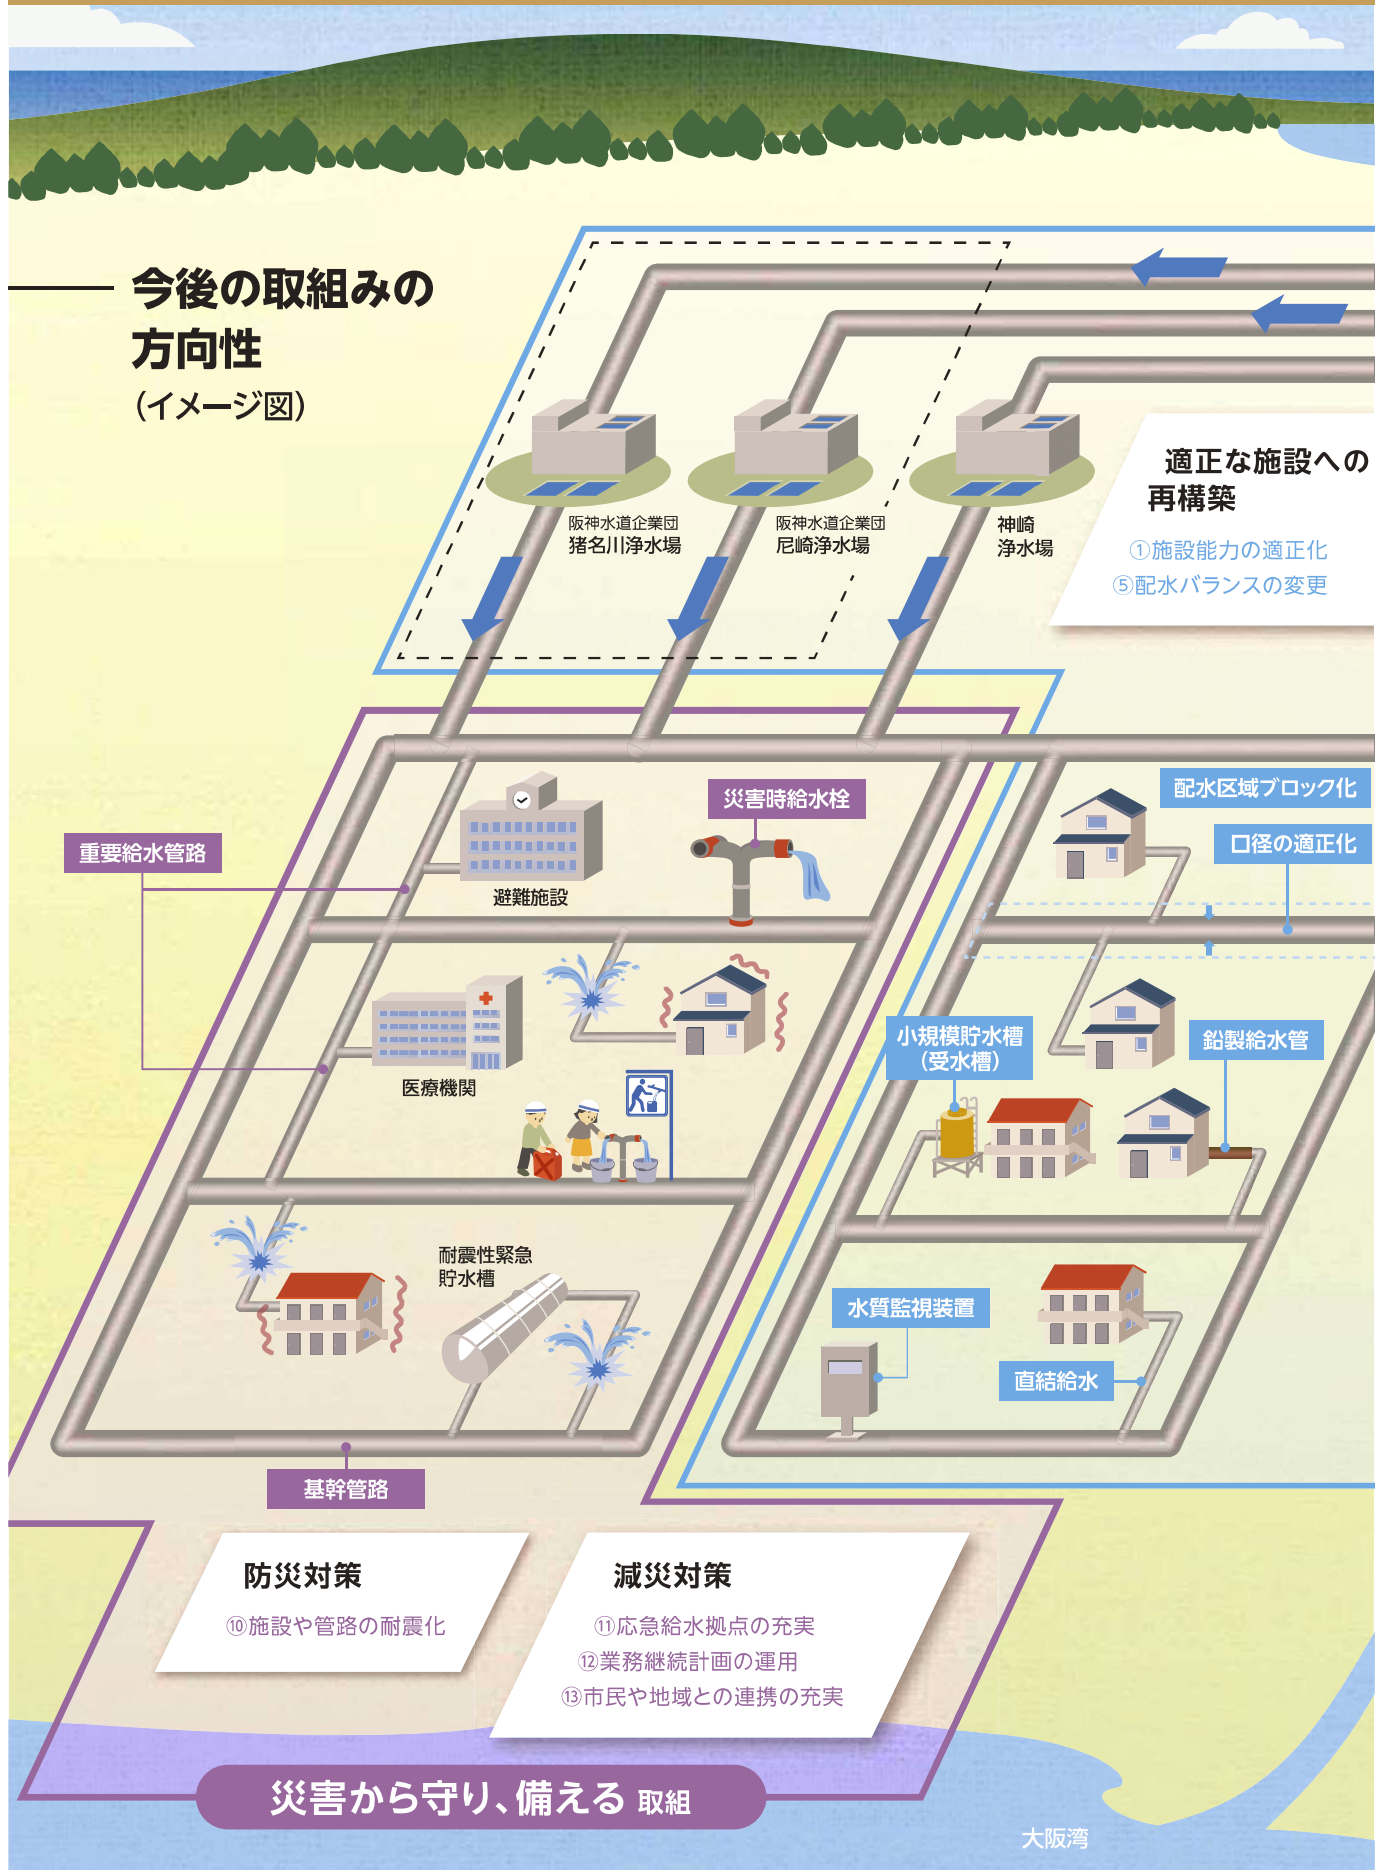 今後の取組みの
方向性
(イメージ図)
阪神水道企業団
猪名川浄水場
阪神水道企業団
尼崎浄水場
神崎
浄水場
適正な施設への
再構築
①施設能力の適正化
⑤配水バランスの変更
重要給水管路
災害時給水栓
避難施設
配水区域ブロック化
口径の適正化
医療機関
小規模貯水槽
(受水槽)
鉛製給水管
耐震性緊急
貯水槽
水質監視装置
直結給水
基幹管路
防災対策
⑩施設や管路の耐震化
減災対策
⑪応急給水拠点の充実
⑫業務継続計画の運用
⑬市民や地域との連携の充実
災害から守り、備える 取組
大阪湾